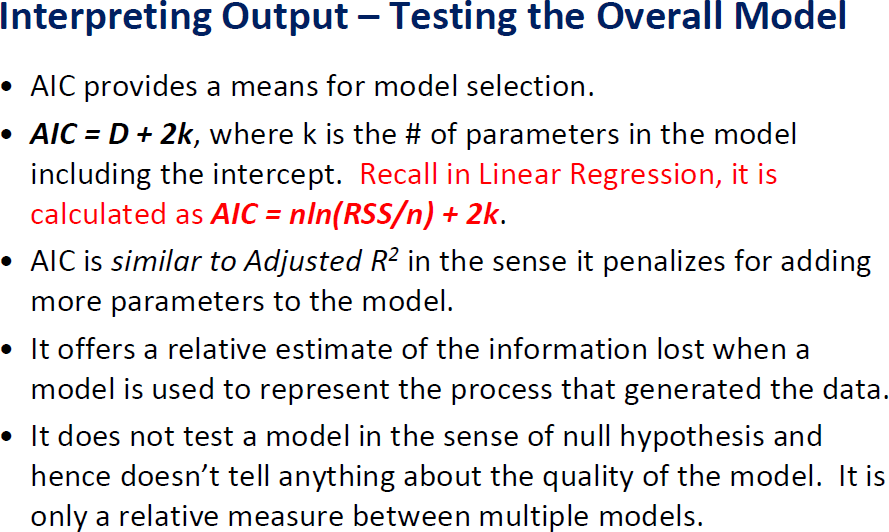 Interpreting Output – Testing the Overall Model
• AIC provides a means for model selection.
• AIC = D + 2k, where k is the # of parameters in the model
including the intercept.  Recall in Linear Regression, it is
calculated as AIC = nln(RSS/n) + 2k.
• AIC is similar to Adjusted R² in the sense it penalizes for adding
more parameters to the model.
• It offers a relative estimate of the information lost when a
model is used to represent the process that generated the data.
• It does not test a model in the sense of null hypothesis and
hence doesn’t tell anything about the quality of the model.  It is
only a relative measure between multiple models.